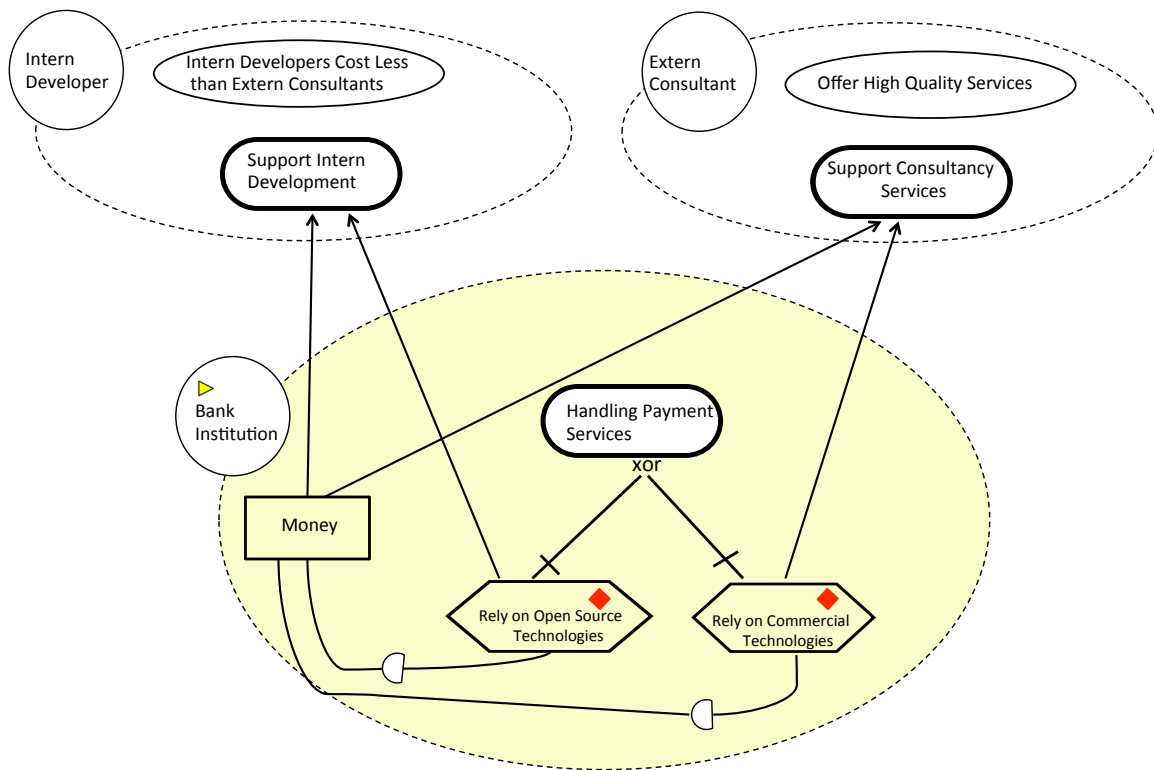 Intern
Developer
Intern Developers Cost Less
than Extern Consultants
Support Intern
Development
Extern
Consultant
Offer High Quality Services
Support Consultancy
Services
Bank
Institution
Handling Payment
Services
xor
Money
Rely on Open Source
Technologies
Rely on Commercial
Technologies